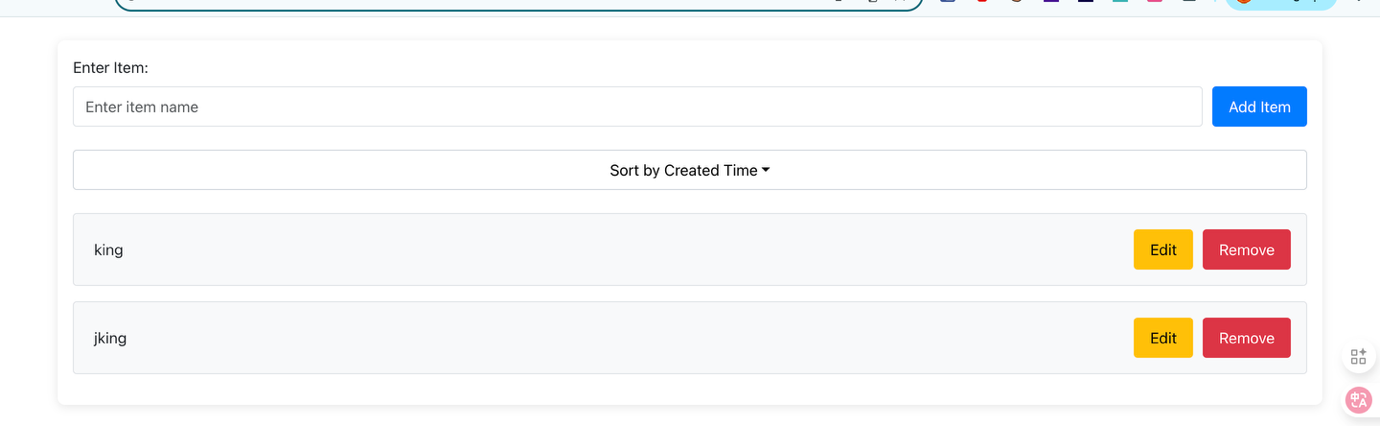 Enter Item:
Enter item name
Add Item
Sort by Created Time
king
Edit
Remove
jking
Edit
Remove